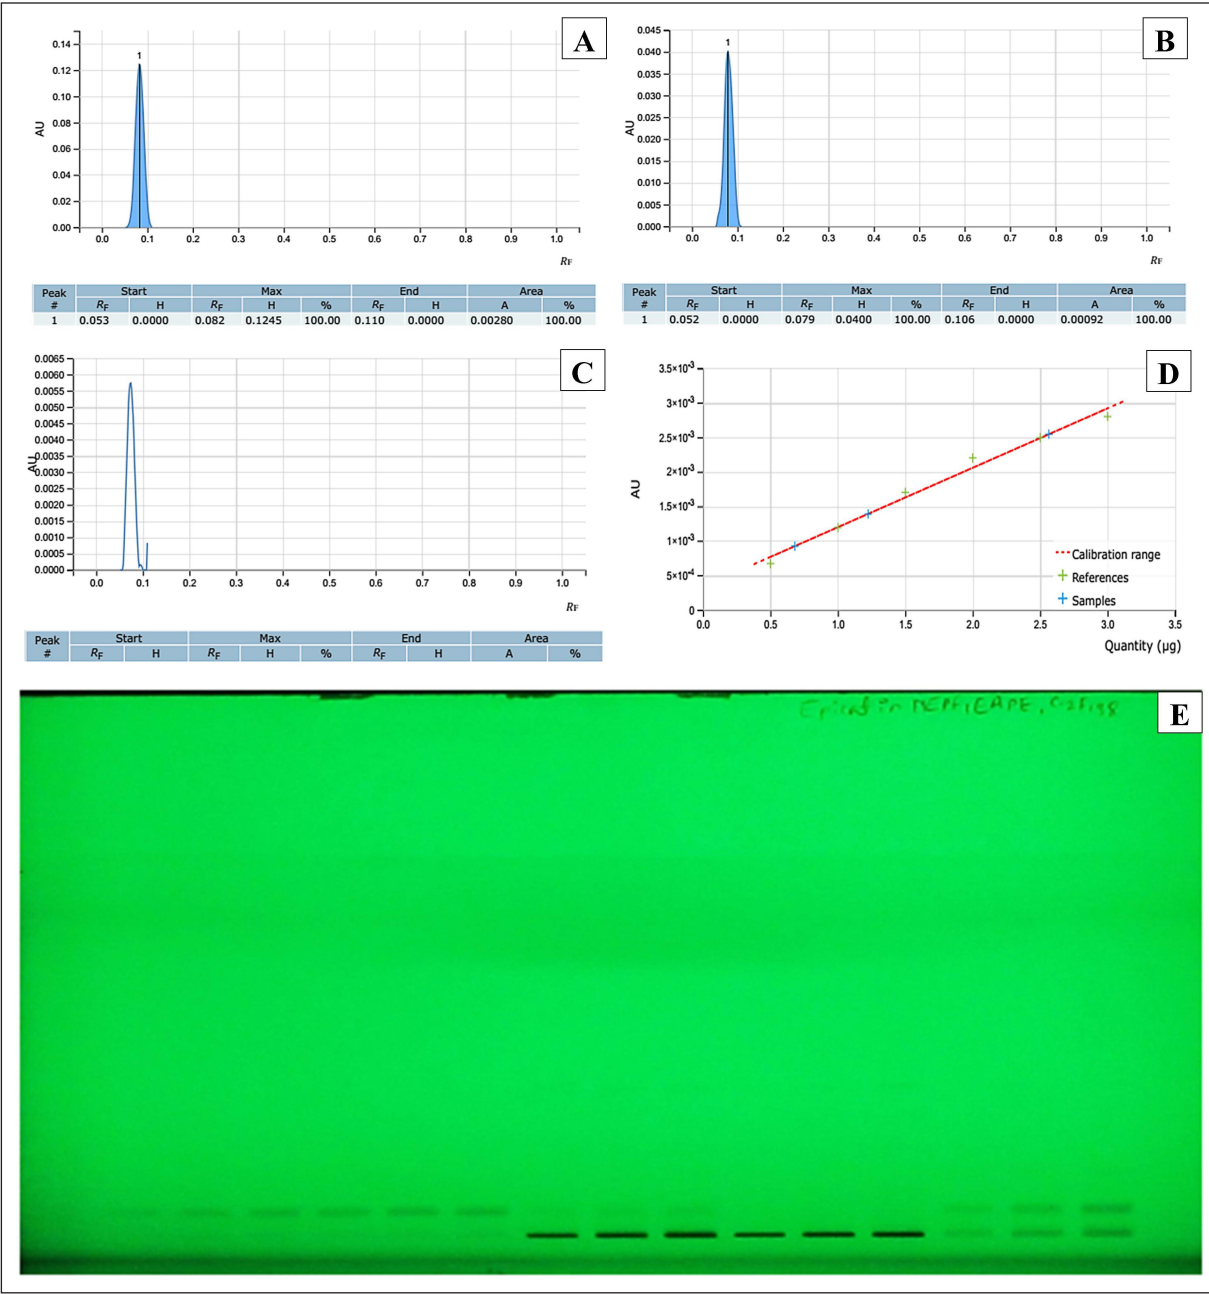 A
0.14
0.12
0.10
0.08
0.06
0.04
0.02
0.00
AU
1
0.0 0.1 0.2 0.3 0.4 0.5 0.6 0.7 0.8 0.9 1.0
RF
Peak # Start Max End Area
RF H RF H % RF H A %
1 0.053 0.0000 0.082 0.1245 100.00 0.110 0.0000 0.00280 100.00
B
0.045
0.040
0.035
0.030
0.025
0.020
0.015
0.010
0.005
0.000
AU
1
0.0 0.1 0.2 0.3 0.4 0.5 0.6 0.7 0.8 0.9 1.0
RF
Peak # Start Max End Area
RF H RF H % RF H A %
1 0.052 0.0000 0.079 0.0400 100.00 0.106 0.0000 0.00092 100.00
C
0.0065
0.0060
0.0055
0.0050
0.0045
0.0040
0.0035
0.0030
0.0025
0.0020
0.0015
0.0010
0.0005
0.0000
AU
0.0 0.1 0.2 0.3 0.4 0.5 0.6 0.7 0.8 0.9 1.0
RF
Peak # Start Max End Area
RF H RF H % RF H A %
D
3.5×10-3
3×10-3
2.5×10-3
2×10-3
1.5×10-3
1×10-3
5×10-4
0
AU
0.0 0.5 1.0 1.5 2.0 2.5 3.0 3.5
Quantity (µg)
Calibration range
References
Samples
E